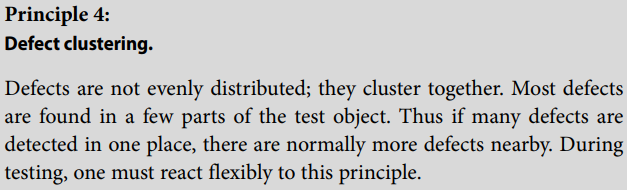 Principle 4:
Defect clustering.
Defects are not evenly distributed; they cluster together. Most defects
are found in a few parts of the test object. Thus if many defects are
detected in one place, there are normally more defects nearby. During
testing, one must react flexibly to this principle.